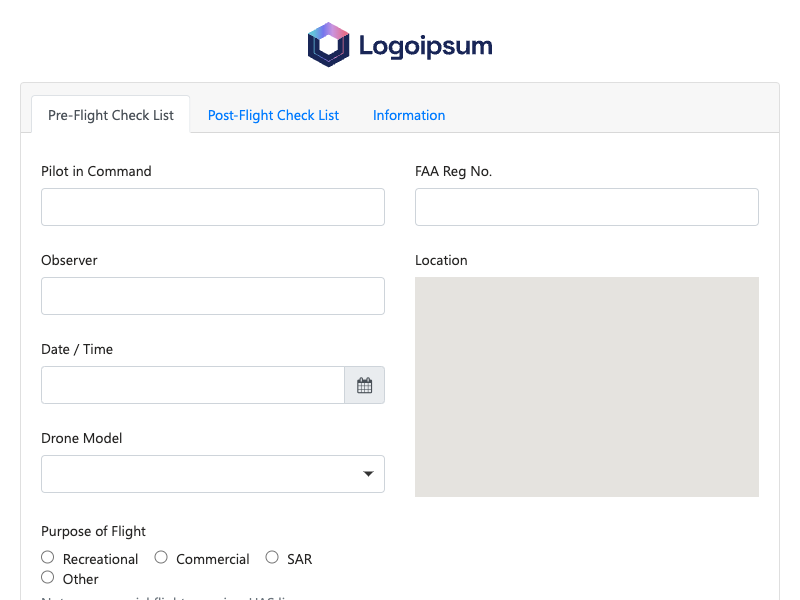 Logoipsum
Pre-Flight Check List
Post-Flight Check List
Information
Pilot in Command
FAA Reg No.
Observer
Location
Date / Time
Drone Model
Purpose of Flight
Recreational
Commercial
SAR
Other